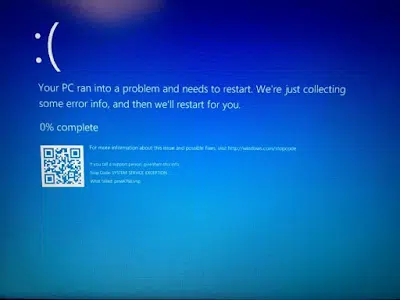 :(
Your PC ran into a problem and needs to restart. We're just collecting
some error info, and then we'll restart for you.
0% complete
For more information about this issue and possible fixes, visit http://windows.com/stopcode
If you call a support person, give them this info:
Stop Code: SYSTEM SERVICE EXCEPTION
What failed: